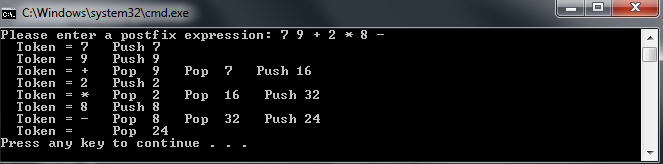 C:\Windows\system32\cmd.exe
Please enter a postfix expression: 7 9 + 2 * 8 -
Token = 7   Push 7
Token = 9   Push 9
Token = +   Pop  9   Pop  7   Push 16
Token = 2   Push 2
Token = *   Pop  2   Pop  16   Push 32
Token = 8   Push 8
Token = -   Pop  8   Pop  32   Push 24
Token =     Pop  24
Press any key to continue . . .